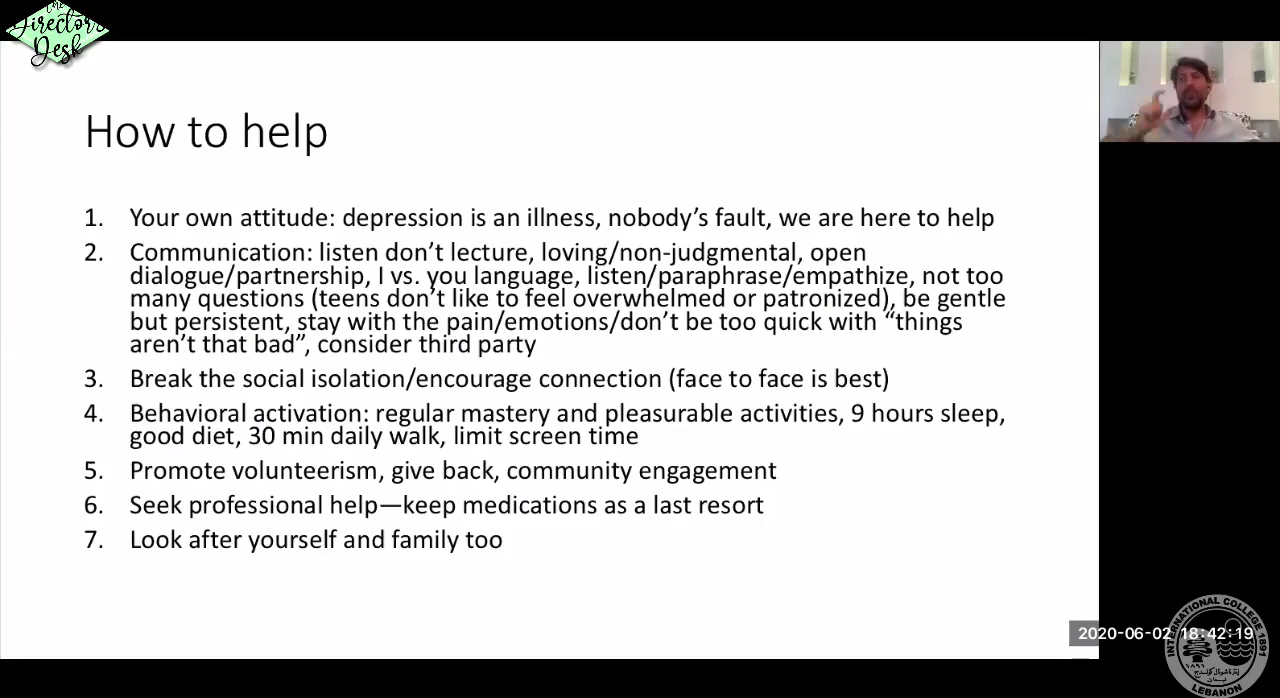 the
Director's
Desk
How to help
1. Your own attitude: depression is an illness, nobody’s fault, we are here to help
2. Communication: listen don’t lecture, loving/non-judgmental, open
dialogue/partnership, I vs. you language, listen/paraphrase/empathize, not too
many questions (teens don’t like to feel overwhelmed or patronized), be gentle
but persistent, stay with the pain/emotions/don’t be too quick with “things
aren’t that bad”, consider third party
3. Break the social isolation/encourage connection (face to face is best)
4. Behavioral activation: regular mastery and pleasurable activities, 9 hours sleep,
good diet, 30 min daily walk, limit screen time
5. Promote volunteerism, give back, community engagement
6. Seek professional help—keep medications as a last resort
7. Look after yourself and family too
2020-06-02 18:42:19
INTERNATIONAL COLLEGE 1891
LEBANON